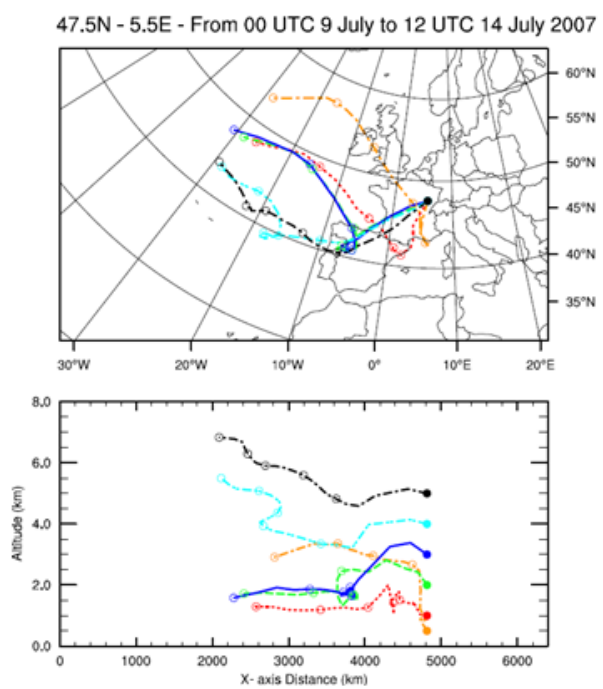 47.5N - 5.5E - From 00 UTC 9 July to 12 UTC 14 July 2007
60°N
55°N
50°N
45°N
40°N
35°N
30°W 20°W 10°W 0° 10°E 20°E
8.0
6.0
4.0
2.0
0.0
Altitude (km)
0 1000 2000 3000 4000 5000 6000
X- axis Distance (km)